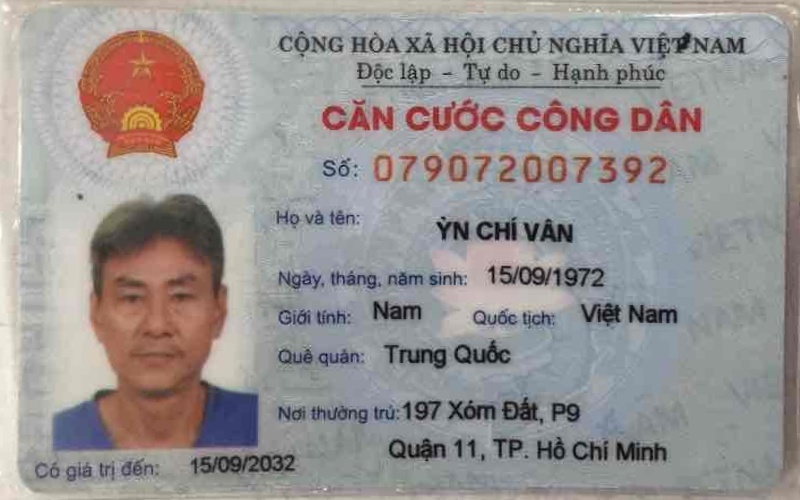 CỘNG HÒA XÃ HỘI CHỦ NGHĨA VIỆT NAM
Độc lập - Tự do - Hạnh phúc
CĂN CƯỚC CÔNG DÂN
Số: 079072007392
Họ và tên: ỲN CHÍ VÂN
Ngày, tháng, năm sinh: 15/09/1972
Giới tính: Nam Quốc tịch: Việt Nam
Quê quán: Trung Quốc
Nơi thường trú: 197 Xóm Đất, P9
Quận 11, TP. Hồ Chí Minh
Có giá trị đến: 15/09/2032